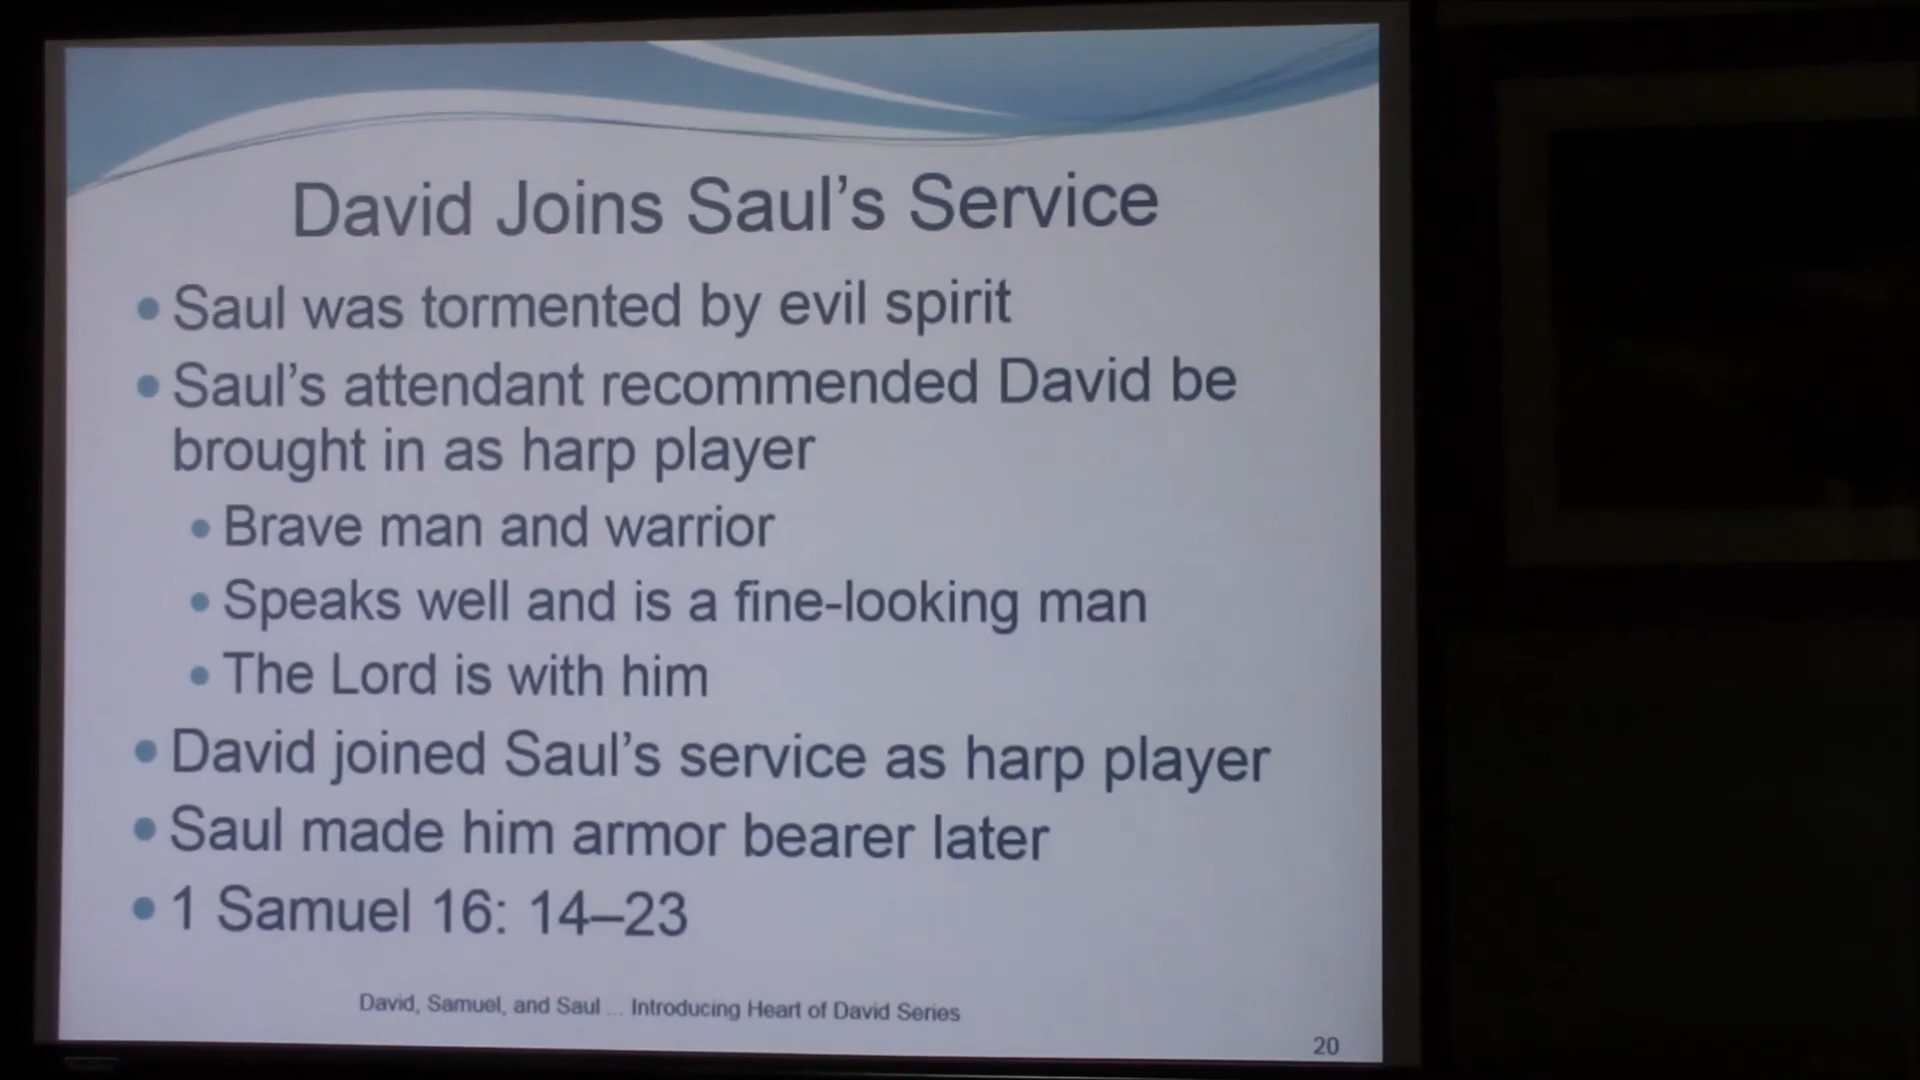 David Joins Saul’s Service
• Saul was tormented by evil spirit
• Saul’s attendant recommended David be
brought in as harp player
• Brave man and warrior
• Speaks well and is a fine-looking man
• The Lord is with him
• David joined Saul’s service as harp player
• Saul made him armor bearer later
• 1 Samuel 16: 14–23
David, Samuel, and Saul ... Introducing Heart of David Series
20